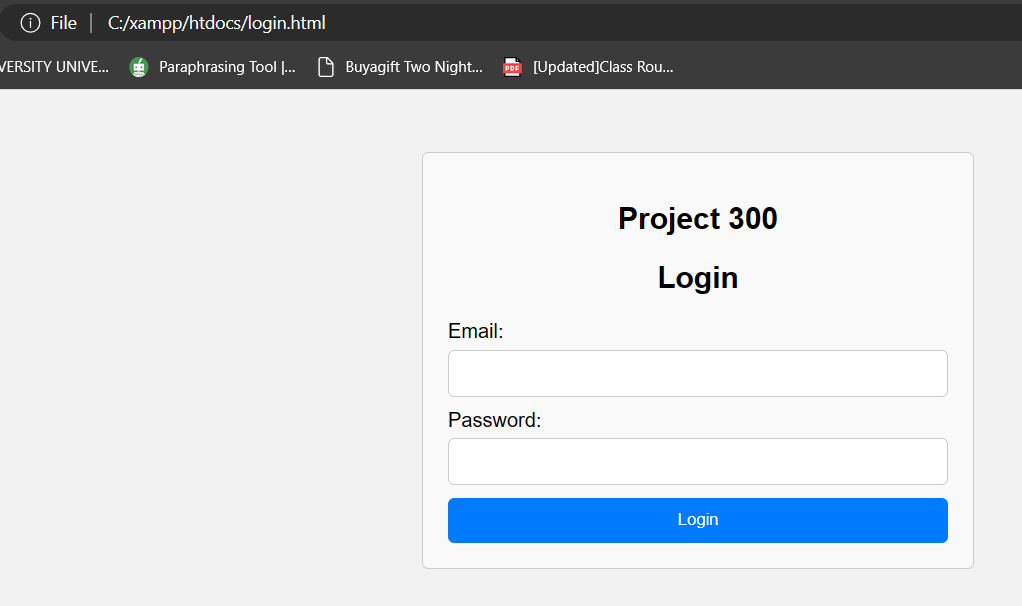 File | C:/xampp/htdocs/login.html
VERSITY UNIVE... Paraphrasing Tool |... Buyagift Two Night... PDF [Updated]Class Rou...
Project 300
Login
Email:
Password:
Login